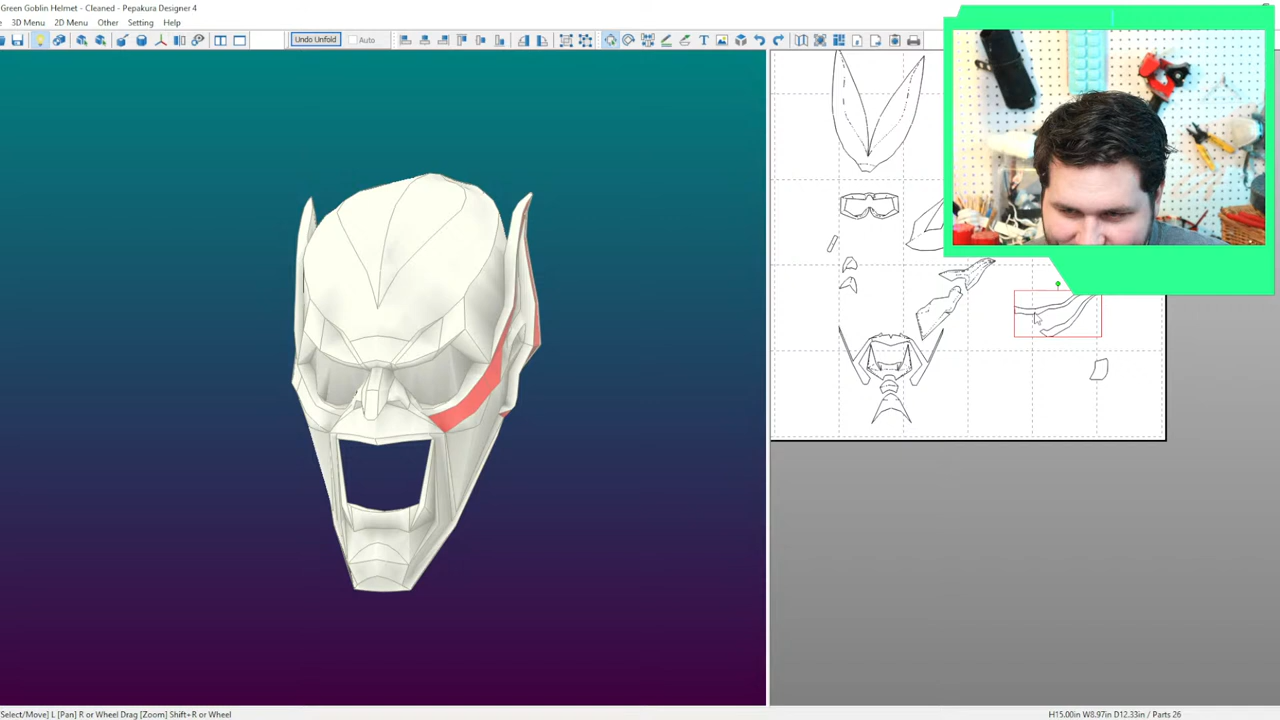 Green Goblin Helmet - Cleaned - Pepakura Designer 4
3D Menu 2D Menu Other Setting Help
Undo Unfold Auto
Select/Move] L [Pan] R or Wheel Drag [Zoom] Shift+R or Wheel
H15.00in W8.97in D12.33in / Parts 26